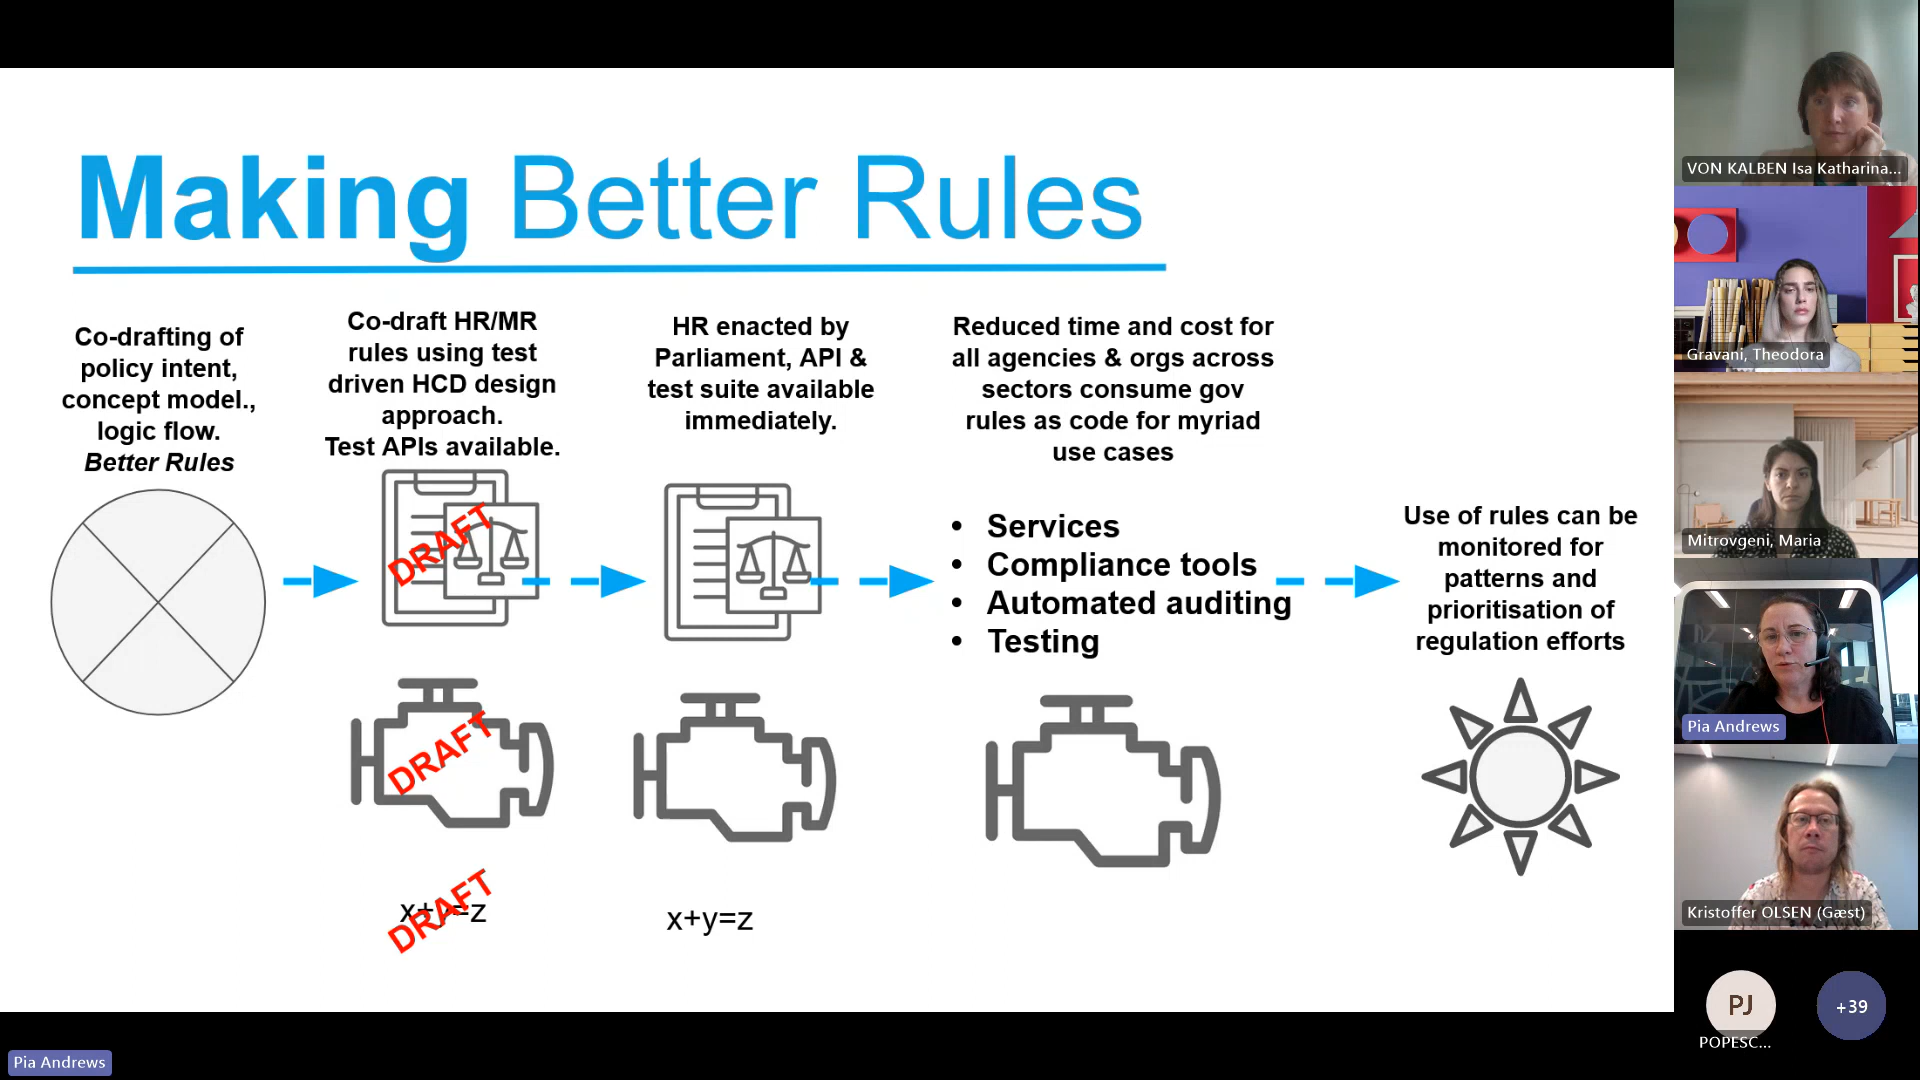 Making Better Rules
Co-drafting of
policy intent,
concept model.,
logic flow.
Better Rules
Co-draft HR/MR
rules using test
driven HCD design
approach.
Test APIs available.
HR enacted by
Parliament, API &
test suite available
immediately.
Reduced time and cost for
all agencies & orgs across
sectors consume gov
rules as code for myriad
use cases
• Services
• Compliance tools
• Automated auditing
• Testing
Use of rules can be
monitored for
patterns and
prioritisation of
regulation efforts
DRAFT
DRAFT
DRAFT
x+y=z
x+y=z
VON KALBEN Isa Katharina...
Gravani, Theodora
Mitrovgeni, Maria
Pia Andrews
Kristoffer OLSEN (Gæst)
PJ
POPESC...
+39
Pia Andrews